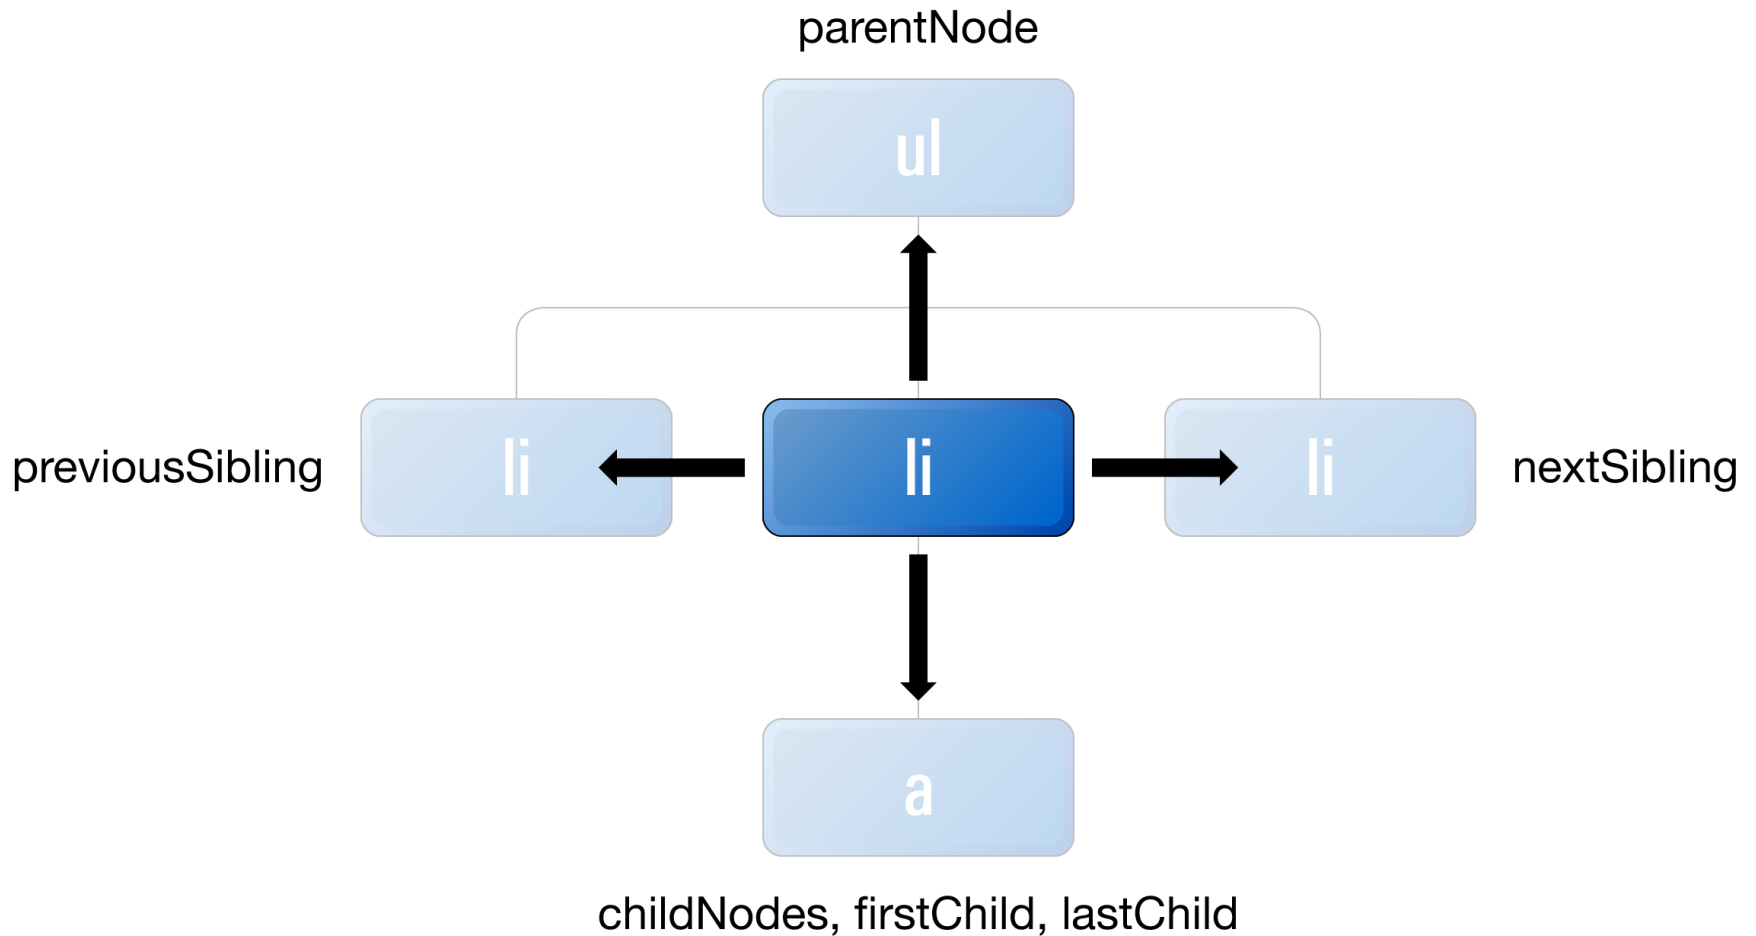 parentNode
ul
previousSibling
li
li
li
nextSibling
a
childNodes, firstChild, lastChild